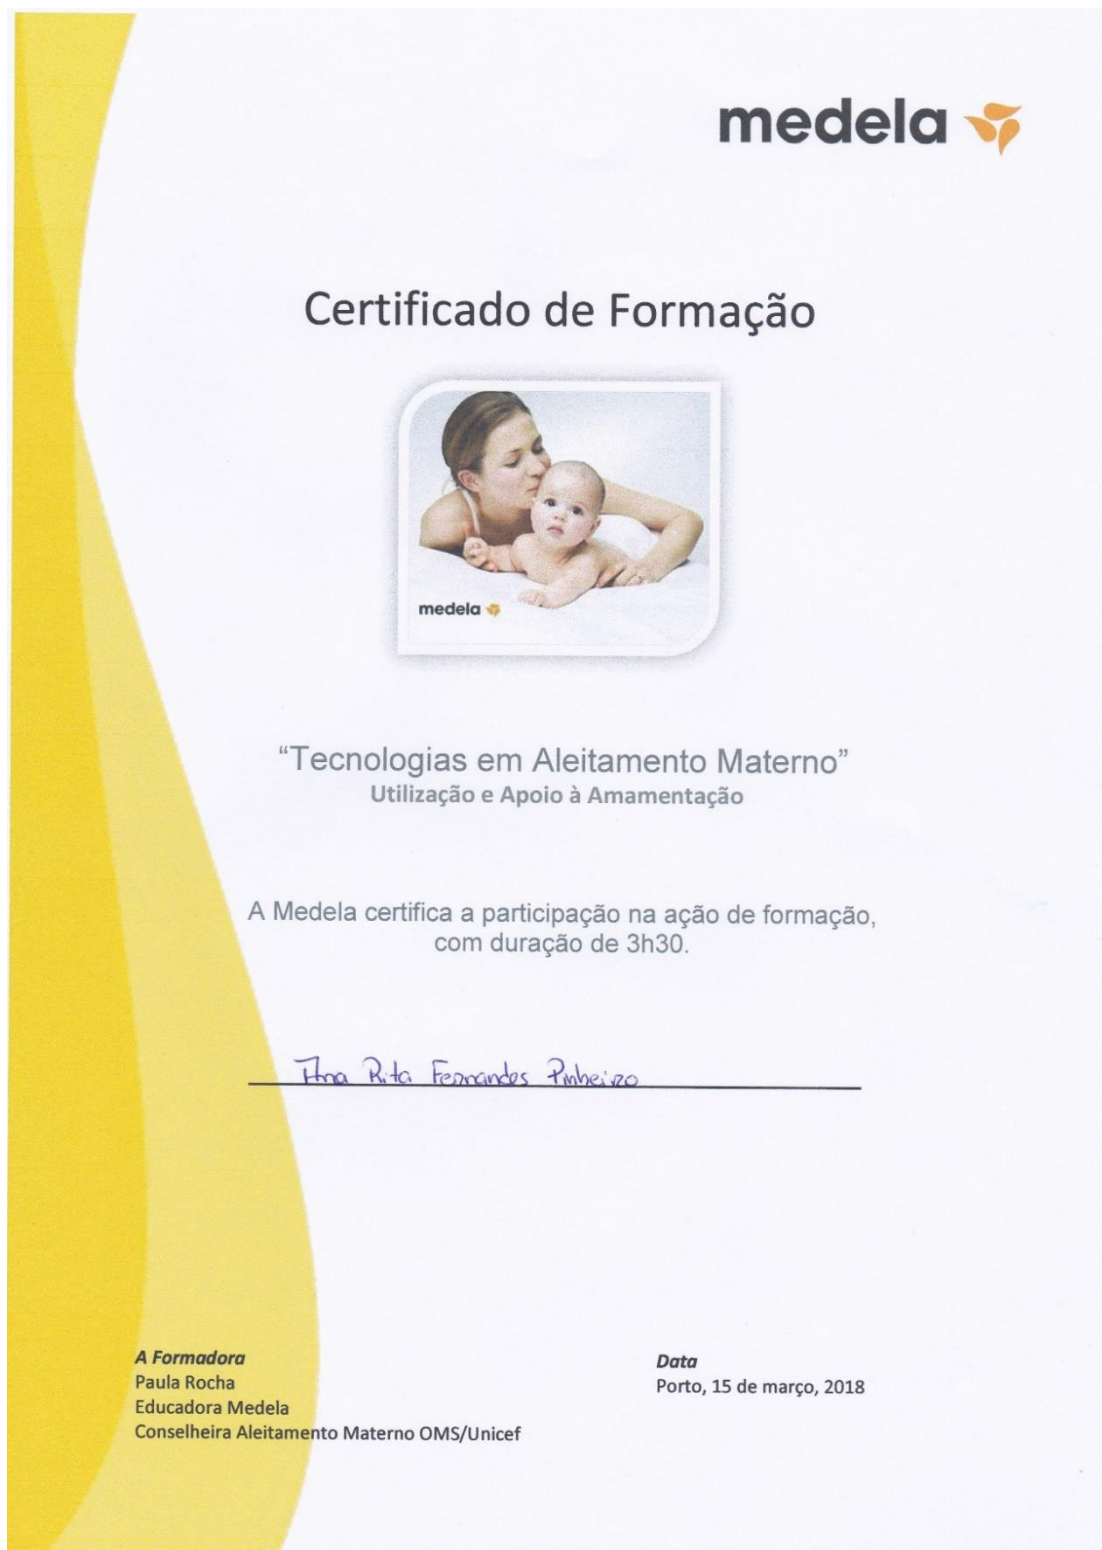 medela
Certificado de Formação
medela
“Tecnologias em Aleitamento Materno”
Utilização e Apoio à Amamentação
A Medela certifica a participação na ação de formação,
com duração de 3h30.
Ana Rita Fernandes Pinheiro
A Formadora
Paula Rocha
Educadora Medela
Conselheira Aleitamento Materno OMS/Unicef
Data
Porto, 15 de março, 2018